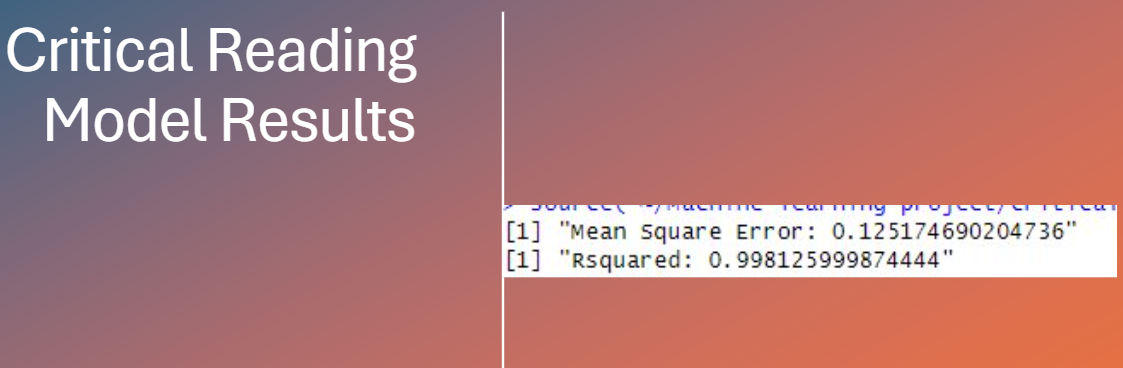 Critical Reading
Model Results
[1] "Mean Square Error: 0.125174690204736"
[1] "Rsquared: 0.998125999874444"